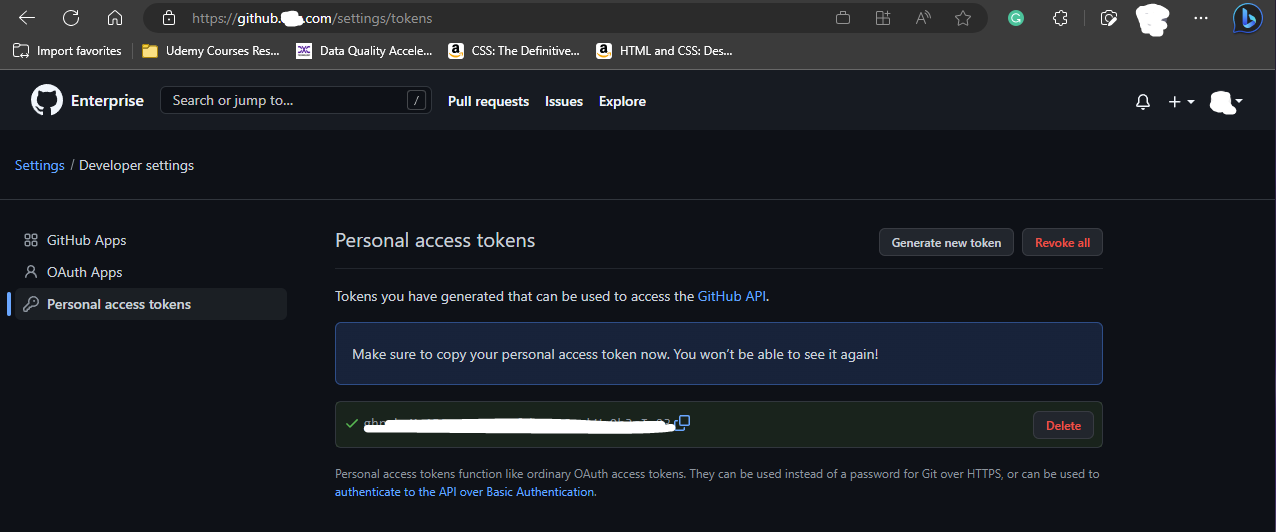 https://github. .com/settings/tokens
Import favorites Udemy Courses Res... Data Quality Accele... CSS: The Definitive... HTML and CSS: Des...
Enterprise Search or jump to... / Pull requests Issues Explore
Settings / Developer settings
GitHub Apps
OAuth Apps
Personal access tokens
Personal access tokens Generate new token Revoke all
Tokens you have generated that can be used to access the GitHub API.
Make sure to copy your personal access token now. You won't be able to see it again!
Delete
Personal access tokens function like ordinary OAuth access tokens. They can be used instead of a password for Git over HTTPS, or can be used to
authenticate to the API over Basic Authentication.